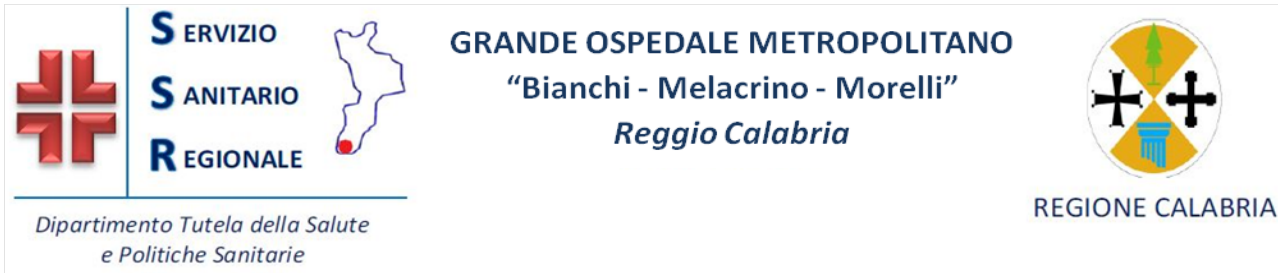 SERVIZIO
SANITARIO
REGIONALE
Dipartimento Tutela della Salute
e Politiche Sanitarie
GRANDE OSPEDALE METROPOLITANO
“Bianchi - Melacrino - Morelli”
Reggio Calabria
REGIONE CALABRIA